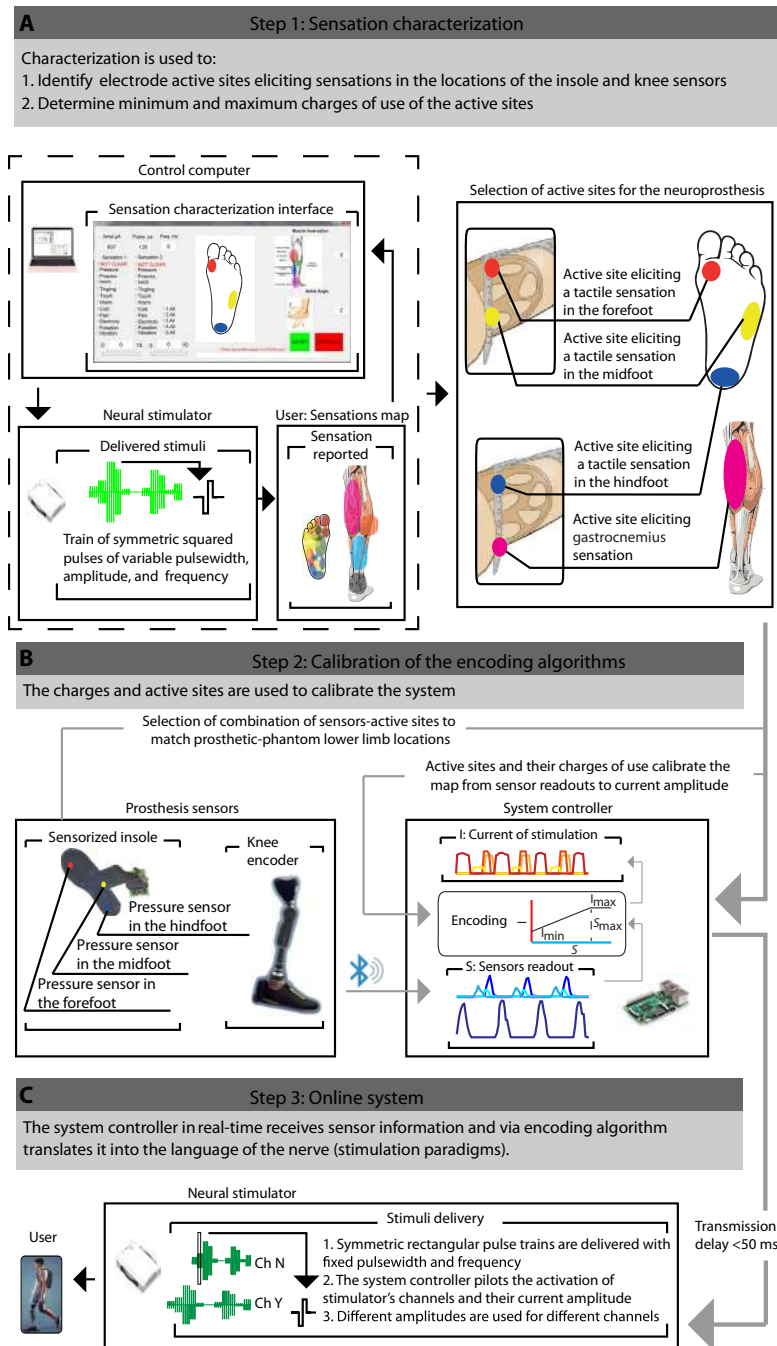 A
Step 1: Sensation characterization
Characterization is used to:
1. Identify electrode active sites eliciting sensations in the locations of the insole and knee sensors
2. Determine minimum and maximum charges of use of the active sites
Control computer
Sensation characterization interface
Neural stimulator
Delivered stimuli
Train of symmetric squared
pulses of variable pulsewidth,
amplitude, and frequency
User: Sensations map
Sensation
reported
Selection of active sites for the neuroprosthesis
Active site eliciting
a tactile sensation
in the forefoot
Active site eliciting
a tactile sensation
in the midfoot
Active site eliciting
a tactile sensation
in the hindfoot
Active site eliciting
gastrocnemius
sensation
B
Step 2: Calibration of the encoding algorithms
The charges and active sites are used to calibrate the system
Selection of combination of sensors-active sites to
match prosthetic-phantom lower limb locations
Active sites and their charges of use calibrate the
map from sensor readouts to current amplitude
Prosthesis sensors
Sensorized insole
Knee
encoder
Pressure sensor
in the hindfoot
Pressure sensor
in the midfoot
Pressure sensor in
the forefoot
System controller
I: Current of stimulation
Encoding
Imax
Smax
Imin
S
S: Sensors readout
C
Step 3: Online system
The system controller in real-time receives sensor information and via encoding algorithm
translates it into the language of the nerve (stimulation paradigms).
Neural stimulator
Stimuli delivery
User
Ch N
Ch Y
1. Symmetric rectangular pulse trains are delivered with
fixed pulsewidth and frequency
2. The system controller pilots the activation of
stimulator's channels and their current amplitude
3. Different amplitudes are used for different channels
Transmission
delay <50 ms